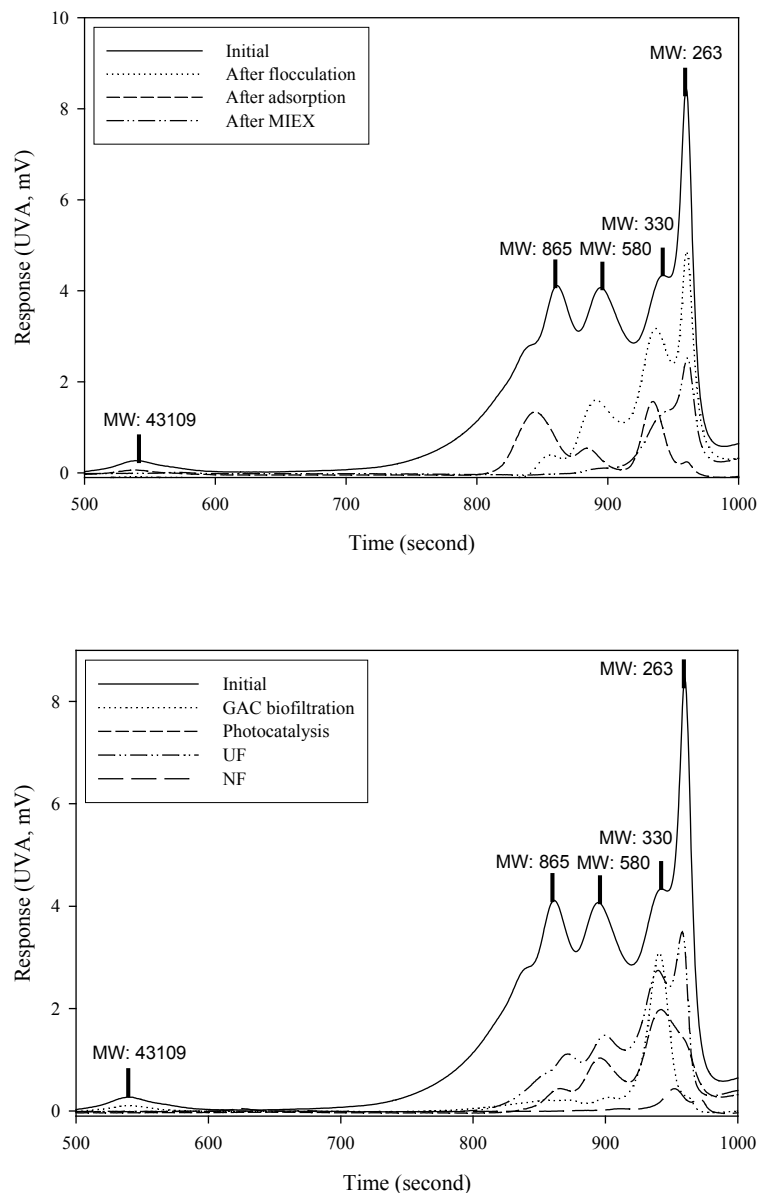 10
8
6
4
2
0
Response (UVA, mV)
Initial
After flocculation
After adsorption
After MIEX
MW: 263
MW: 330
MW: 865
MW: 580
MW: 43109
500
600
700
800
900
1000
Time (second)
8
6
4
2
0
Response (UVA, mV)
Initial
GAC biofiltration
Photocatalysis
UF
NF
MW: 263
MW: 330
MW: 865
MW: 580
MW: 43109
500
600
700
800
900
1000
Time (second)